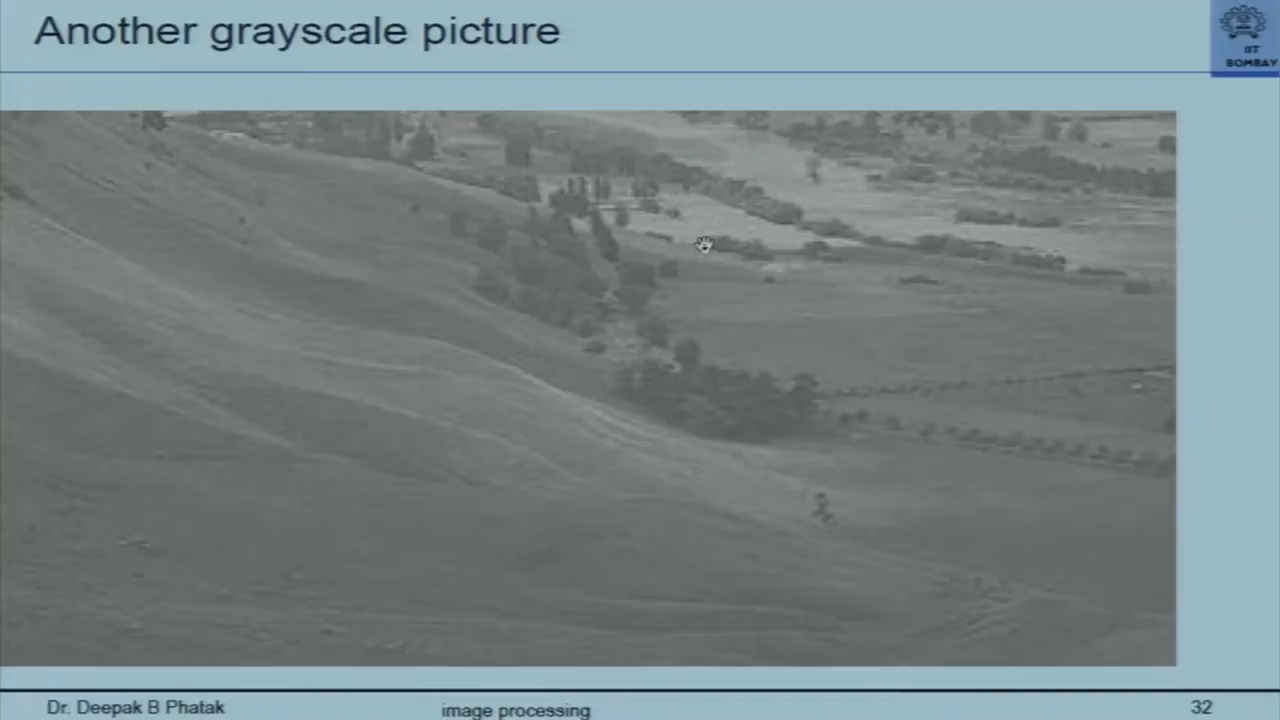 Another grayscale picture
IIT
BOMBAY
Dr. Deepak B Phatak
image processing
32